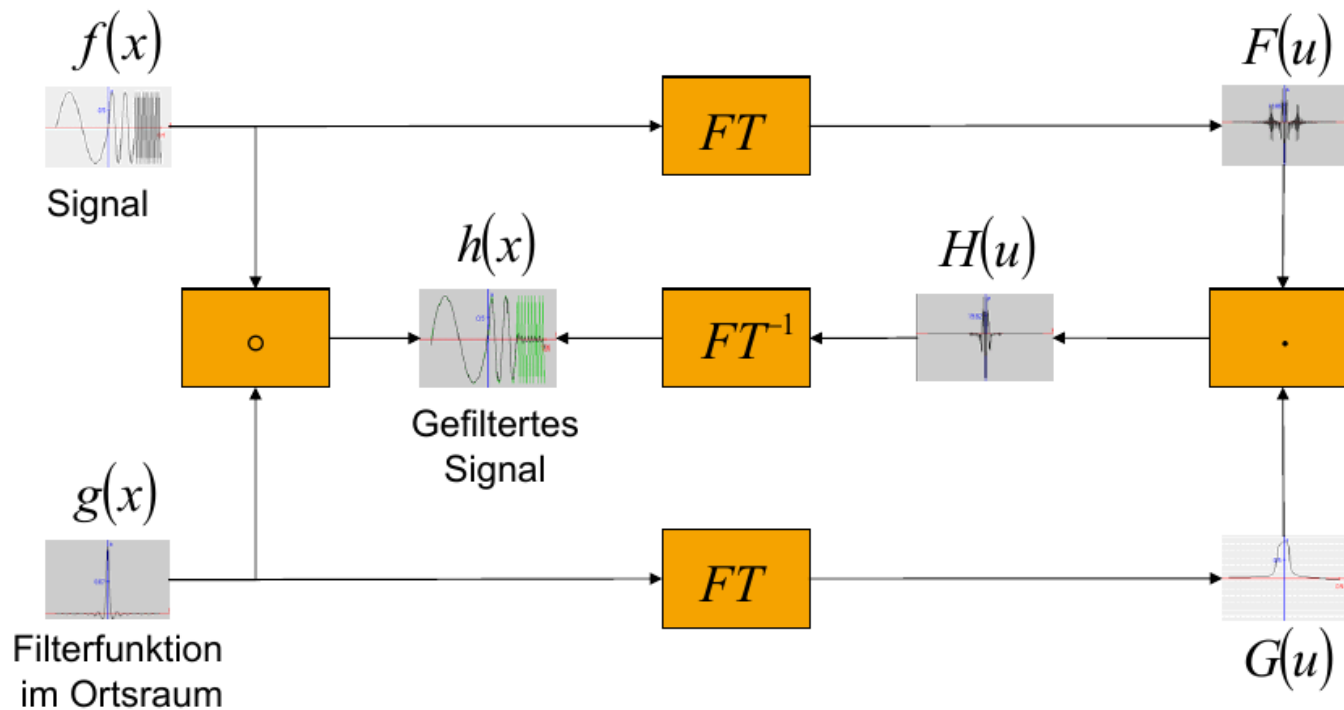 f(x)
F(u)
FT
Signal
h(x)
H(u)
∘
FT⁻¹
·
Gefiltertes
Signal
g(x)
FT
Filterfunktion
im Ortsraum
G(u)